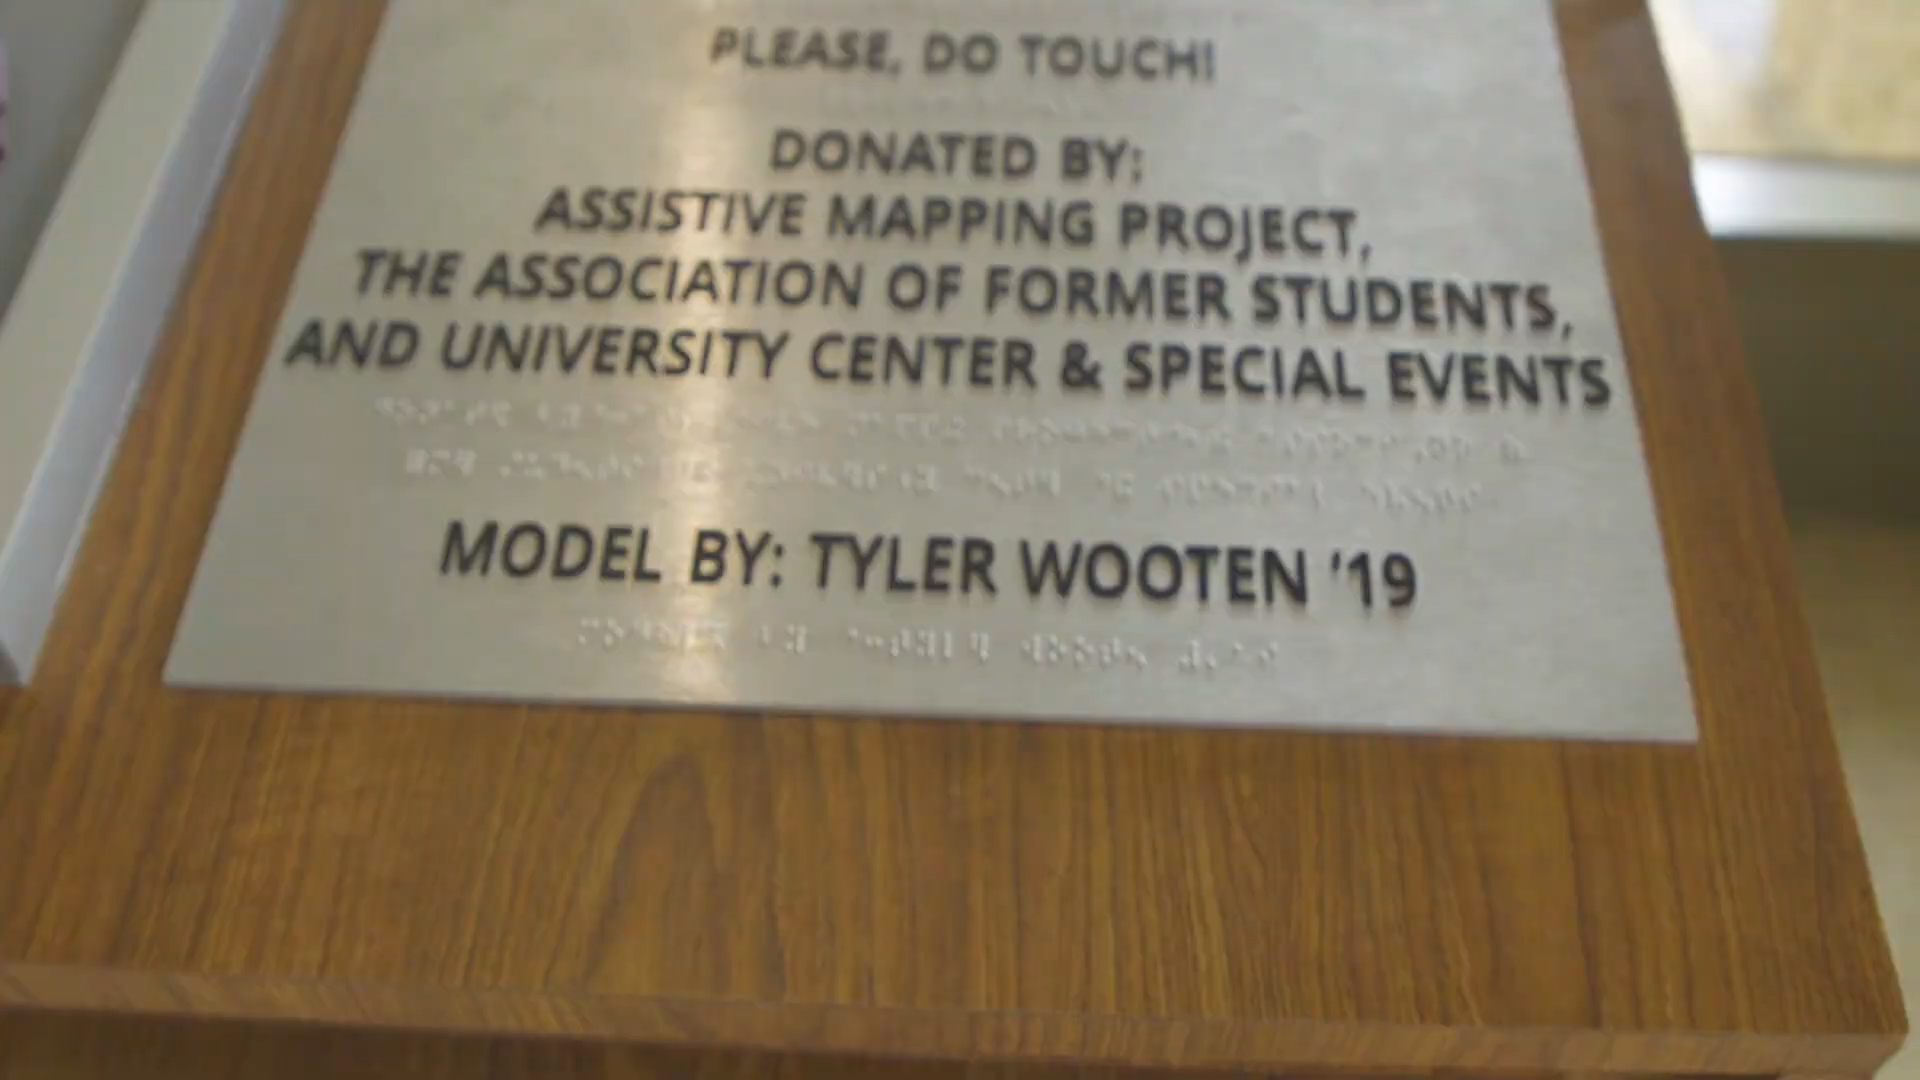 PLEASE, DO TOUCH!
DONATED BY:
ASSISTIVE MAPPING PROJECT,
THE ASSOCIATION OF FORMER STUDENTS,
AND UNIVERSITY CENTER & SPECIAL EVENTS
MODEL BY: TYLER WOOTEN '19